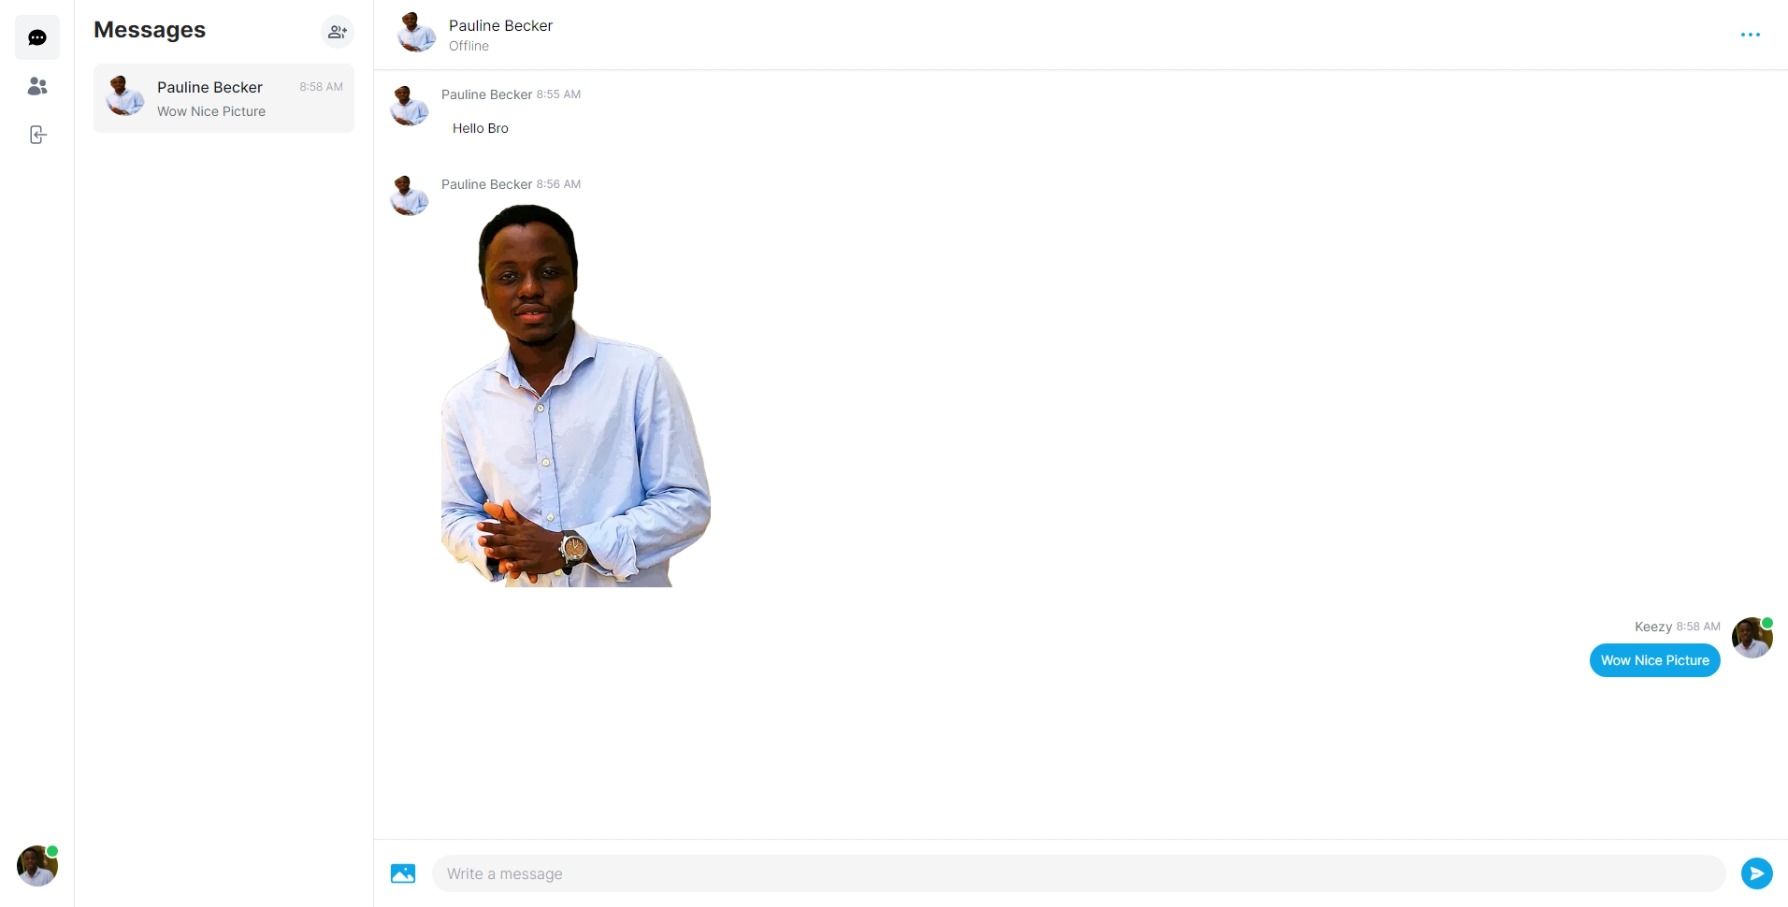 Messages
Pauline Becker 8:58 AM
Wow Nice Picture
Pauline Becker
Offline
Pauline Becker 8:55 AM
Hello Bro
Pauline Becker 8:56 AM
Keezy 8:58 AM
Wow Nice Picture
Write a message